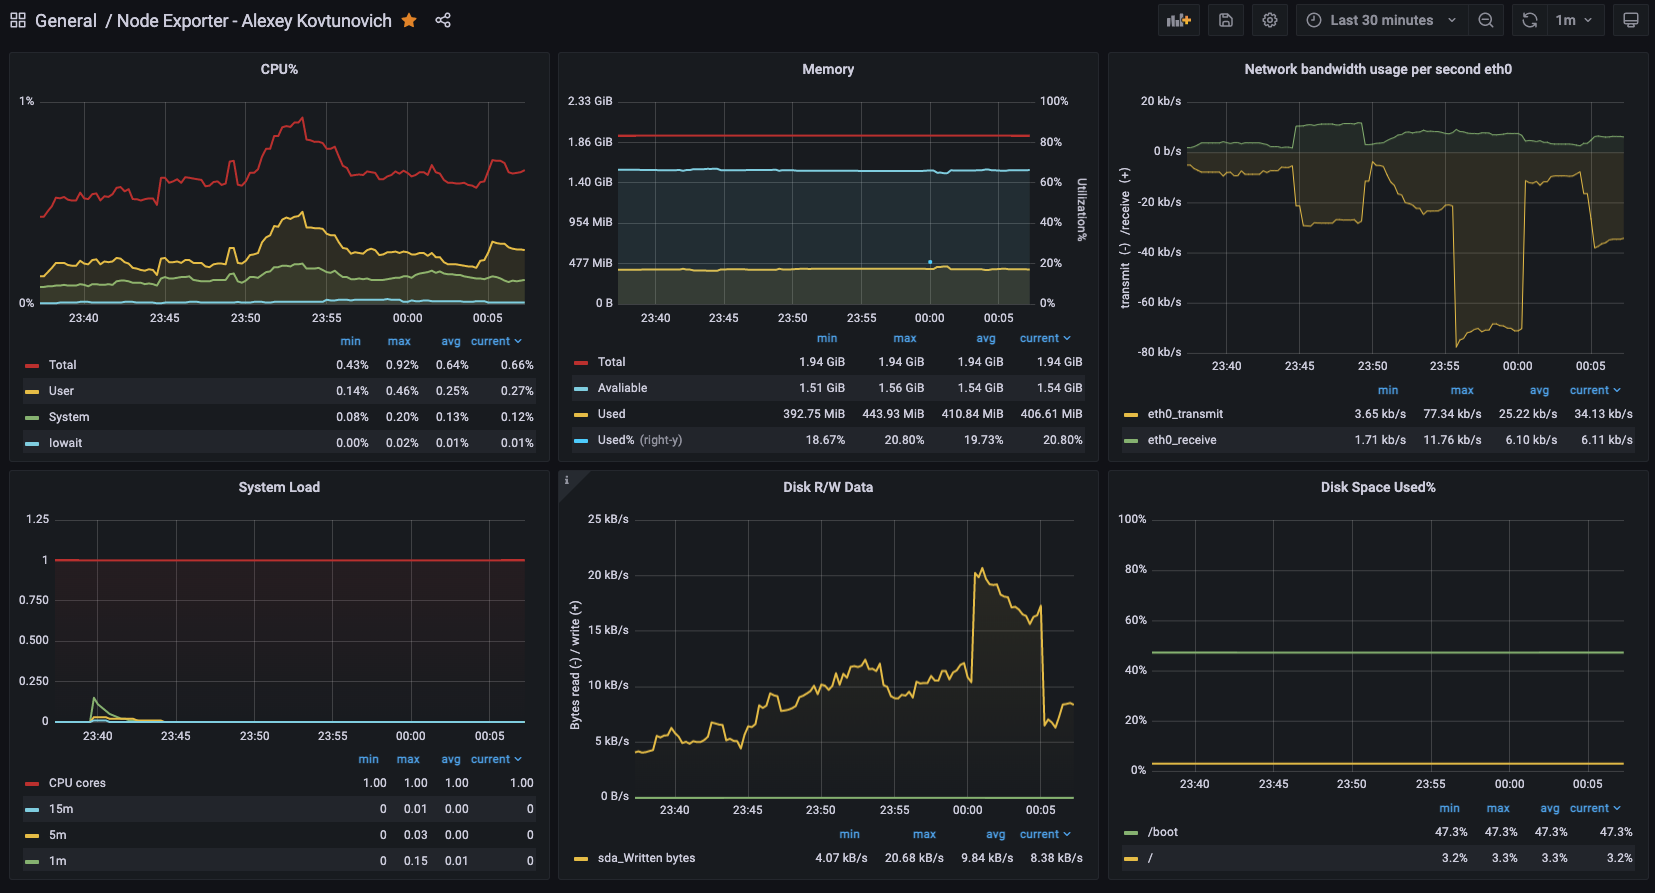 General / Node Exporter - Alexey Kovtunovich
Last 30 minutes
1m
CPU%
1%
0%
23:40 23:45 23:50 23:55 00:00 00:05
min max avg current
Total 0.43% 0.92% 0.64% 0.66%
User 0.14% 0.46% 0.25% 0.27%
System 0.08% 0.20% 0.13% 0.12%
Iowait 0.00% 0.02% 0.01% 0.01%
Memory
2.33 GiB 100%
1.86 GiB 80%
1.40 GiB 60%
954 MiB 40%
477 MiB 20%
0 B 0%
Utilization%
23:40 23:45 23:50 23:55 00:00 00:05
min max avg current
Total 1.94 GiB 1.94 GiB 1.94 GiB 1.94 GiB
Avaliable 1.51 GiB 1.56 GiB 1.54 GiB 1.54 GiB
Used 392.75 MiB 443.93 MiB 410.84 MiB 406.61 MiB
Used% (right-y) 18.67% 20.80% 19.73% 20.80%
Network bandwidth usage per second eth0
20 kb/s
0 b/s
-20 kb/s
-40 kb/s
-60 kb/s
-80 kb/s
transmit (-) /receive (+)
23:40 23:45 23:50 23:55 00:00 00:05
min max avg current
eth0_transmit 3.65 kb/s 77.34 kb/s 25.22 kb/s 34.13 kb/s
eth0_receive 1.71 kb/s 11.76 kb/s 6.10 kb/s 6.11 kb/s
System Load
1.25
1
0.750
0.500
0.250
0
23:40 23:45 23:50 23:55 00:00 00:05
min max avg current
CPU cores 1.00 1.00 1.00 1.00
15m 0 0.01 0.00 0
5m 0 0.03 0.00 0
1m 0 0.15 0.01 0
i
Disk R/W Data
25 kB/s
20 kB/s
15 kB/s
10 kB/s
5 kB/s
0 B/s
Bytes read (-) / write (+)
23:40 23:45 23:50 23:55 00:00 00:05
min max avg current
sda_Written bytes 4.07 kB/s 20.68 kB/s 9.84 kB/s 8.38 kB/s
Disk Space Used%
100%
80%
60%
40%
20%
0%
23:40 23:45 23:50 23:55 00:00 00:05
min max avg current
/boot 47.3% 47.3% 47.3% 47.3%
/ 3.2% 3.3% 3.3% 3.2%